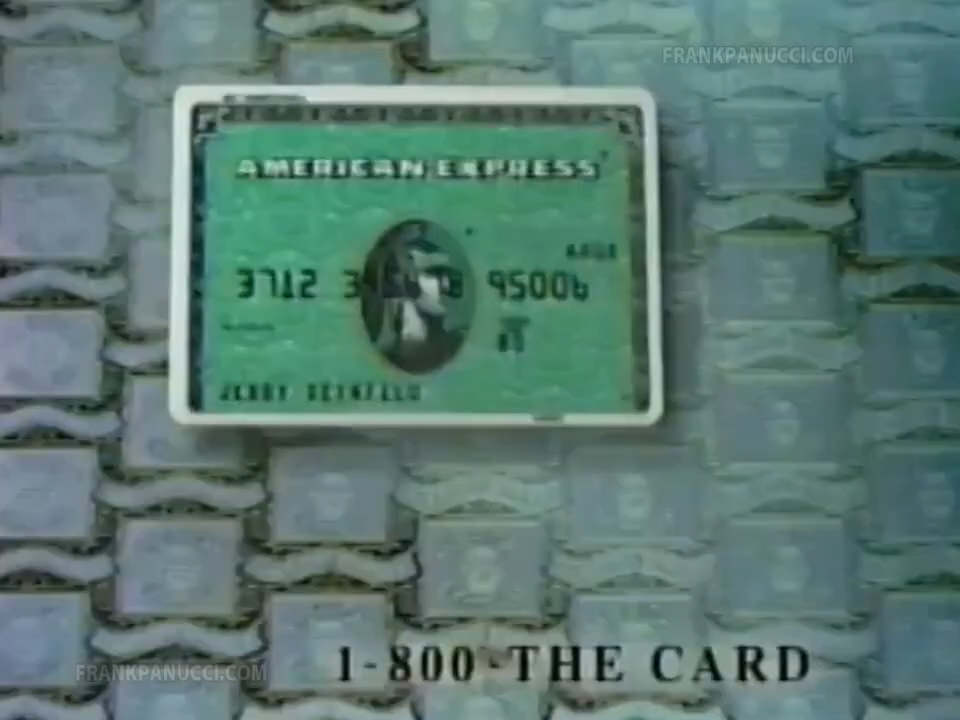 FRANKPANUCCI.COM
AMERICAN EXPRESS
3712 95006
JERRY SEINFELD
1-800-THE CARD
FRANKPANUCCI.COM